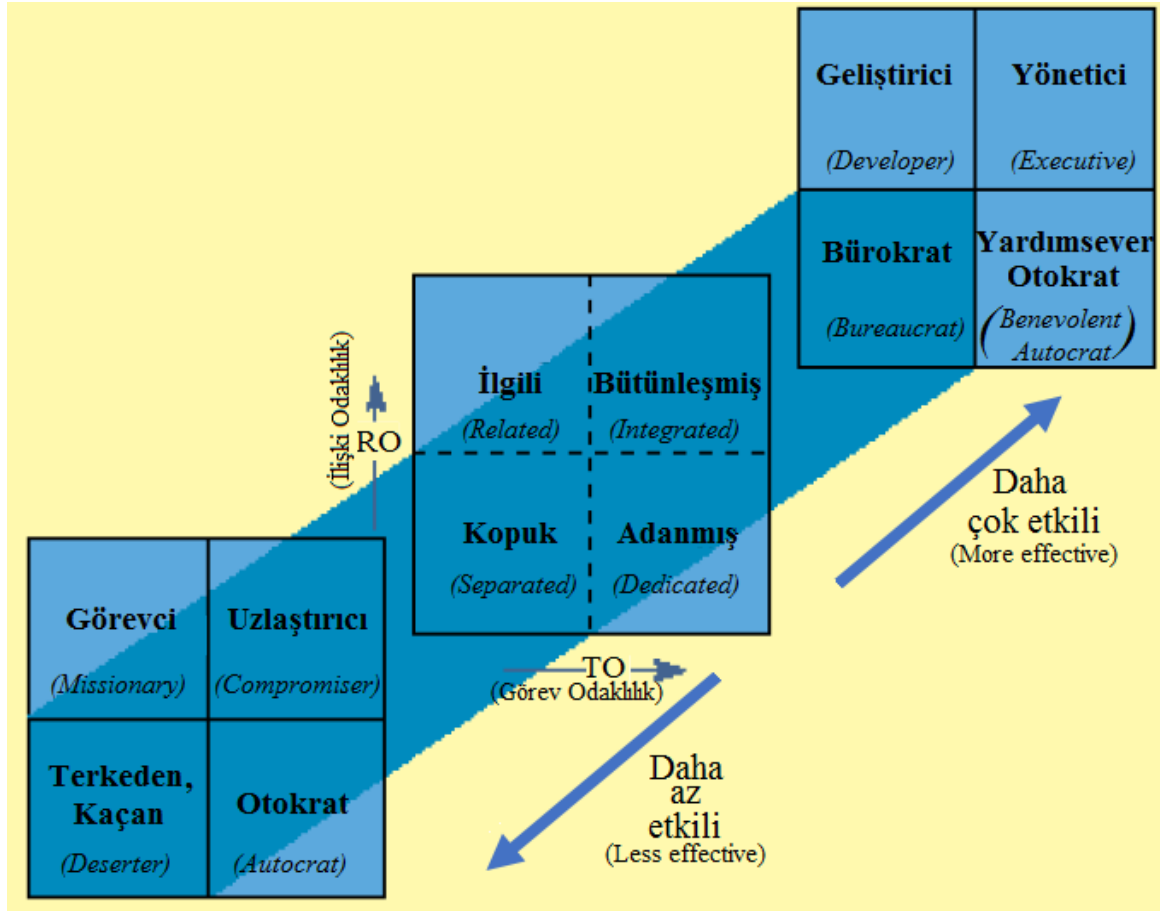 Geliştirici
(Developer)
Yönetici
(Executive)
Bürokrat
(Bureaucrat)
Yardımsever
Otokrat
(Benevolent
Autocrat)
İlgili
(Related)
Bütünleşmiş
(Integrated)
Kopuk
(Separated)
Adanmış
(Dedicated)
(İlişki Odaklılık)
RO
TO
(Görev Odaklılık)
Daha
çok etkili
(More effective)
Görevci
(Missionary)
Uzlaştırıcı
(Compromiser)
Terkeden,
Kaçan
(Deserter)
Otokrat
(Autocrat)
Daha
az
etkili
(Less effective)